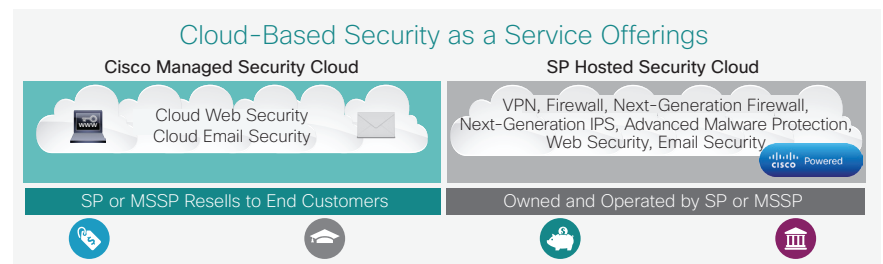 Cloud-Based Security as a Service Offerings
Cisco Managed Security Cloud
www
Cloud Web Security
Cloud Email Security
SP or MSSP Resells to End Customers
SP Hosted Security Cloud
VPN, Firewall, Next-Generation Firewall,
Next-Generation IPS, Advanced Malware Protection,
Web Security, Email Security
CISCO Powered
Owned and Operated by SP or MSSP
$
$